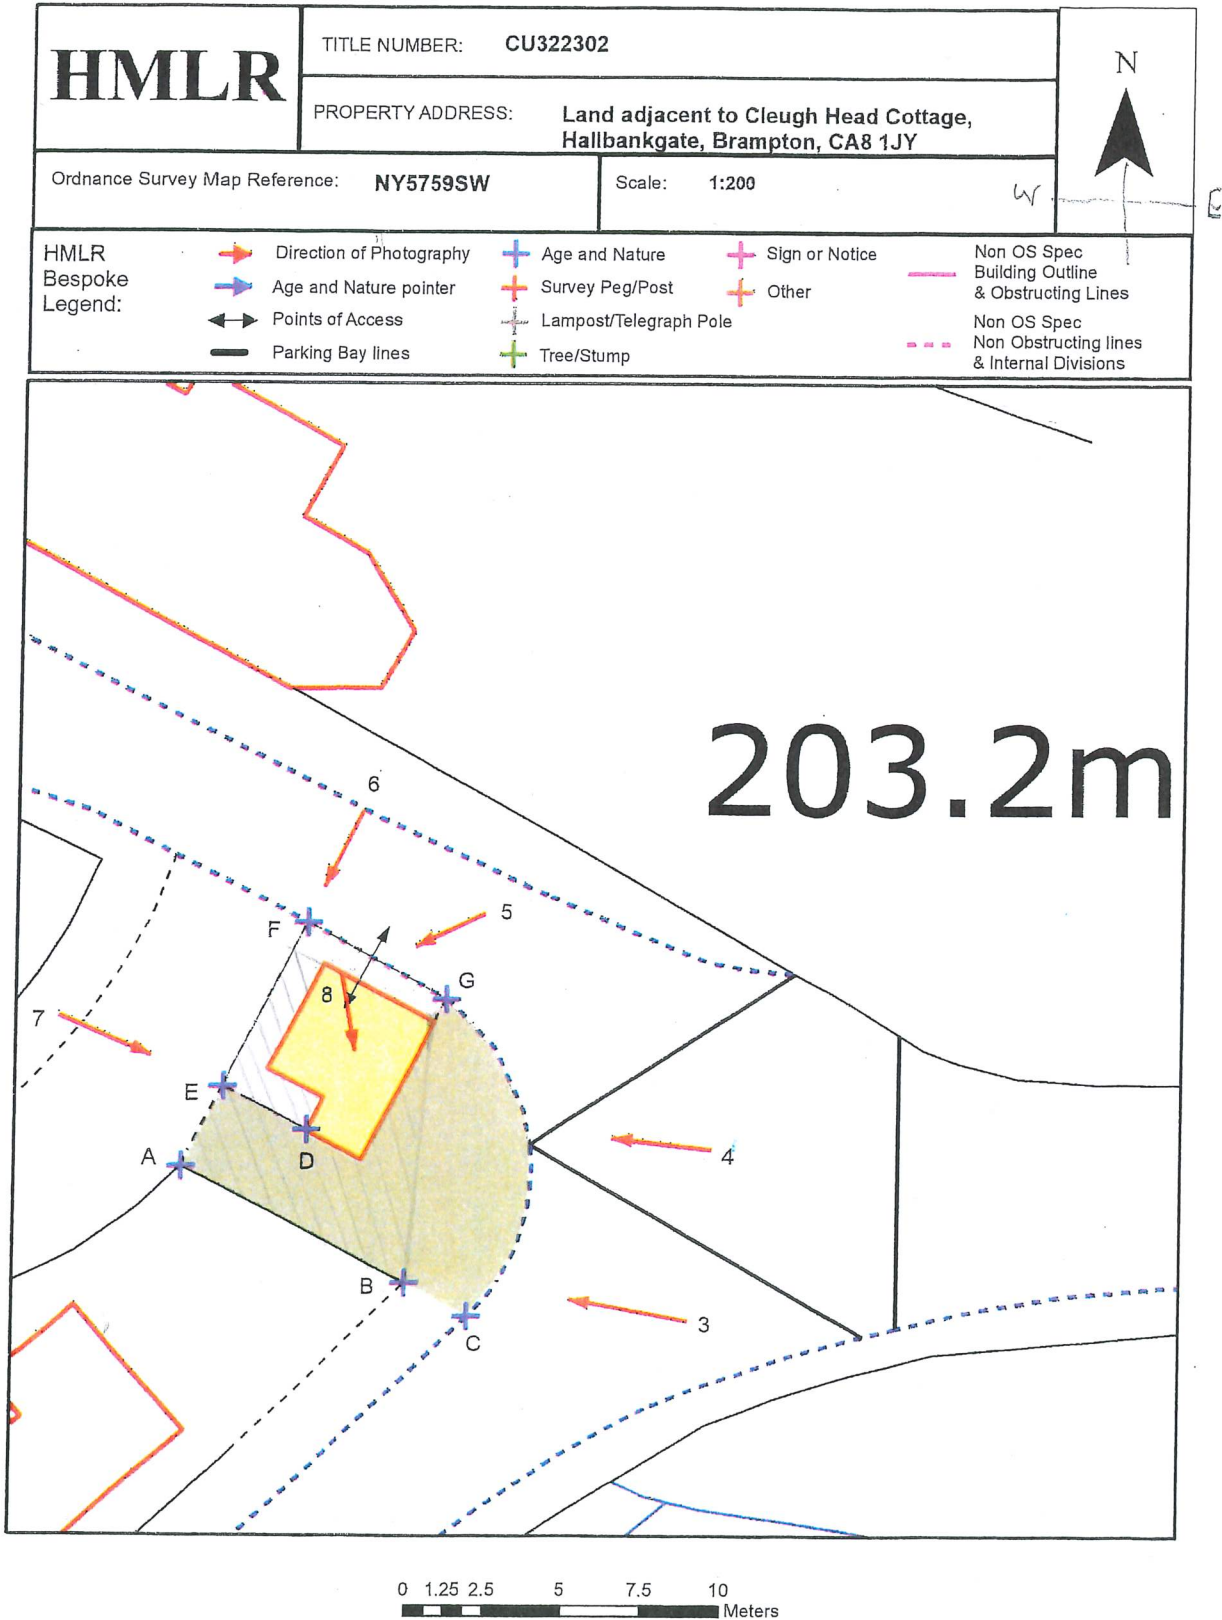 HMLR
TITLE NUMBER: CU322302
PROPERTY ADDRESS: Land adjacent to Cleugh Head Cottage,
Hallbankgate, Brampton, CA8 1JY
Ordnance Survey Map Reference: NY5759SW
Scale: 1:200
N
W
E
HMLR
Bespoke
Legend:
Direction of Photography
Age and Nature pointer
Points of Access
Parking Bay lines
Age and Nature
Survey Peg/Post
Lampost/Telegraph Pole
Tree/Stump
Sign or Notice
Other
Non OS Spec
Building Outline
& Obstructing Lines
Non OS Spec
Non Obstructing lines
& Internal Divisions
203.2m
6
5
F
G
8
7
E
A
D
4
B
3
C
0 1.25 2.5 5 7.5 10
Meters